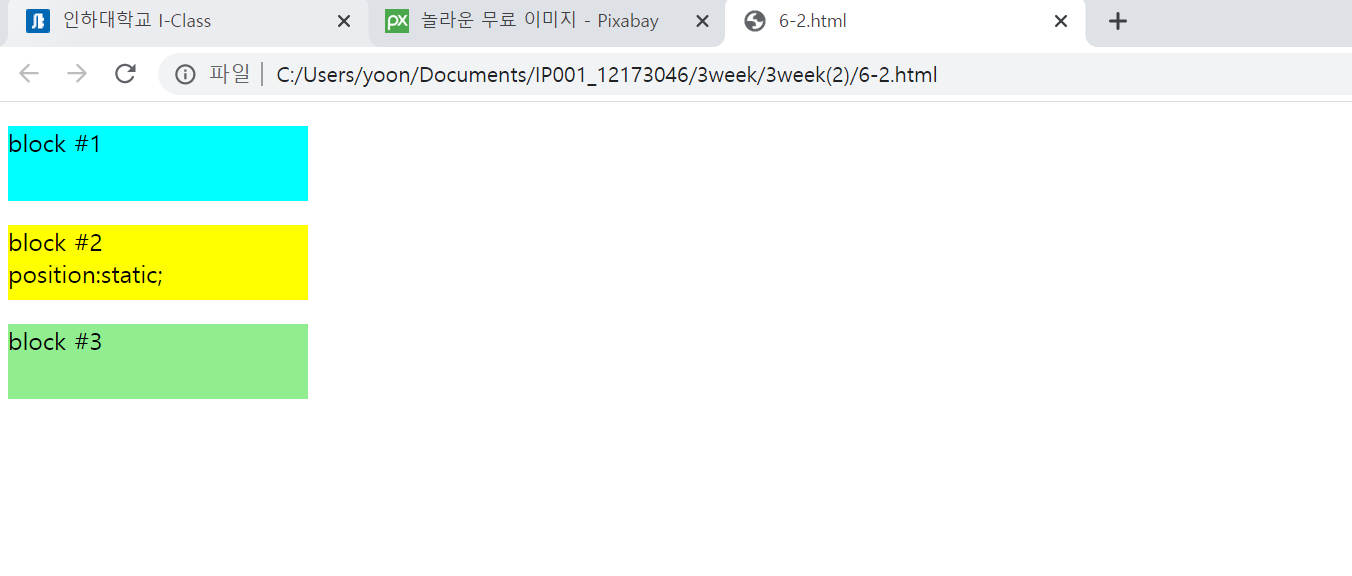 인하대학교 I-Class
놀라운 무료 이미지 - Pixabay
6-2.html
파일 | C:/Users/yoon/Documents/IP001_12173046/3week/3week(2)/6-2.html
block #1
block #2
position:static;
block #3